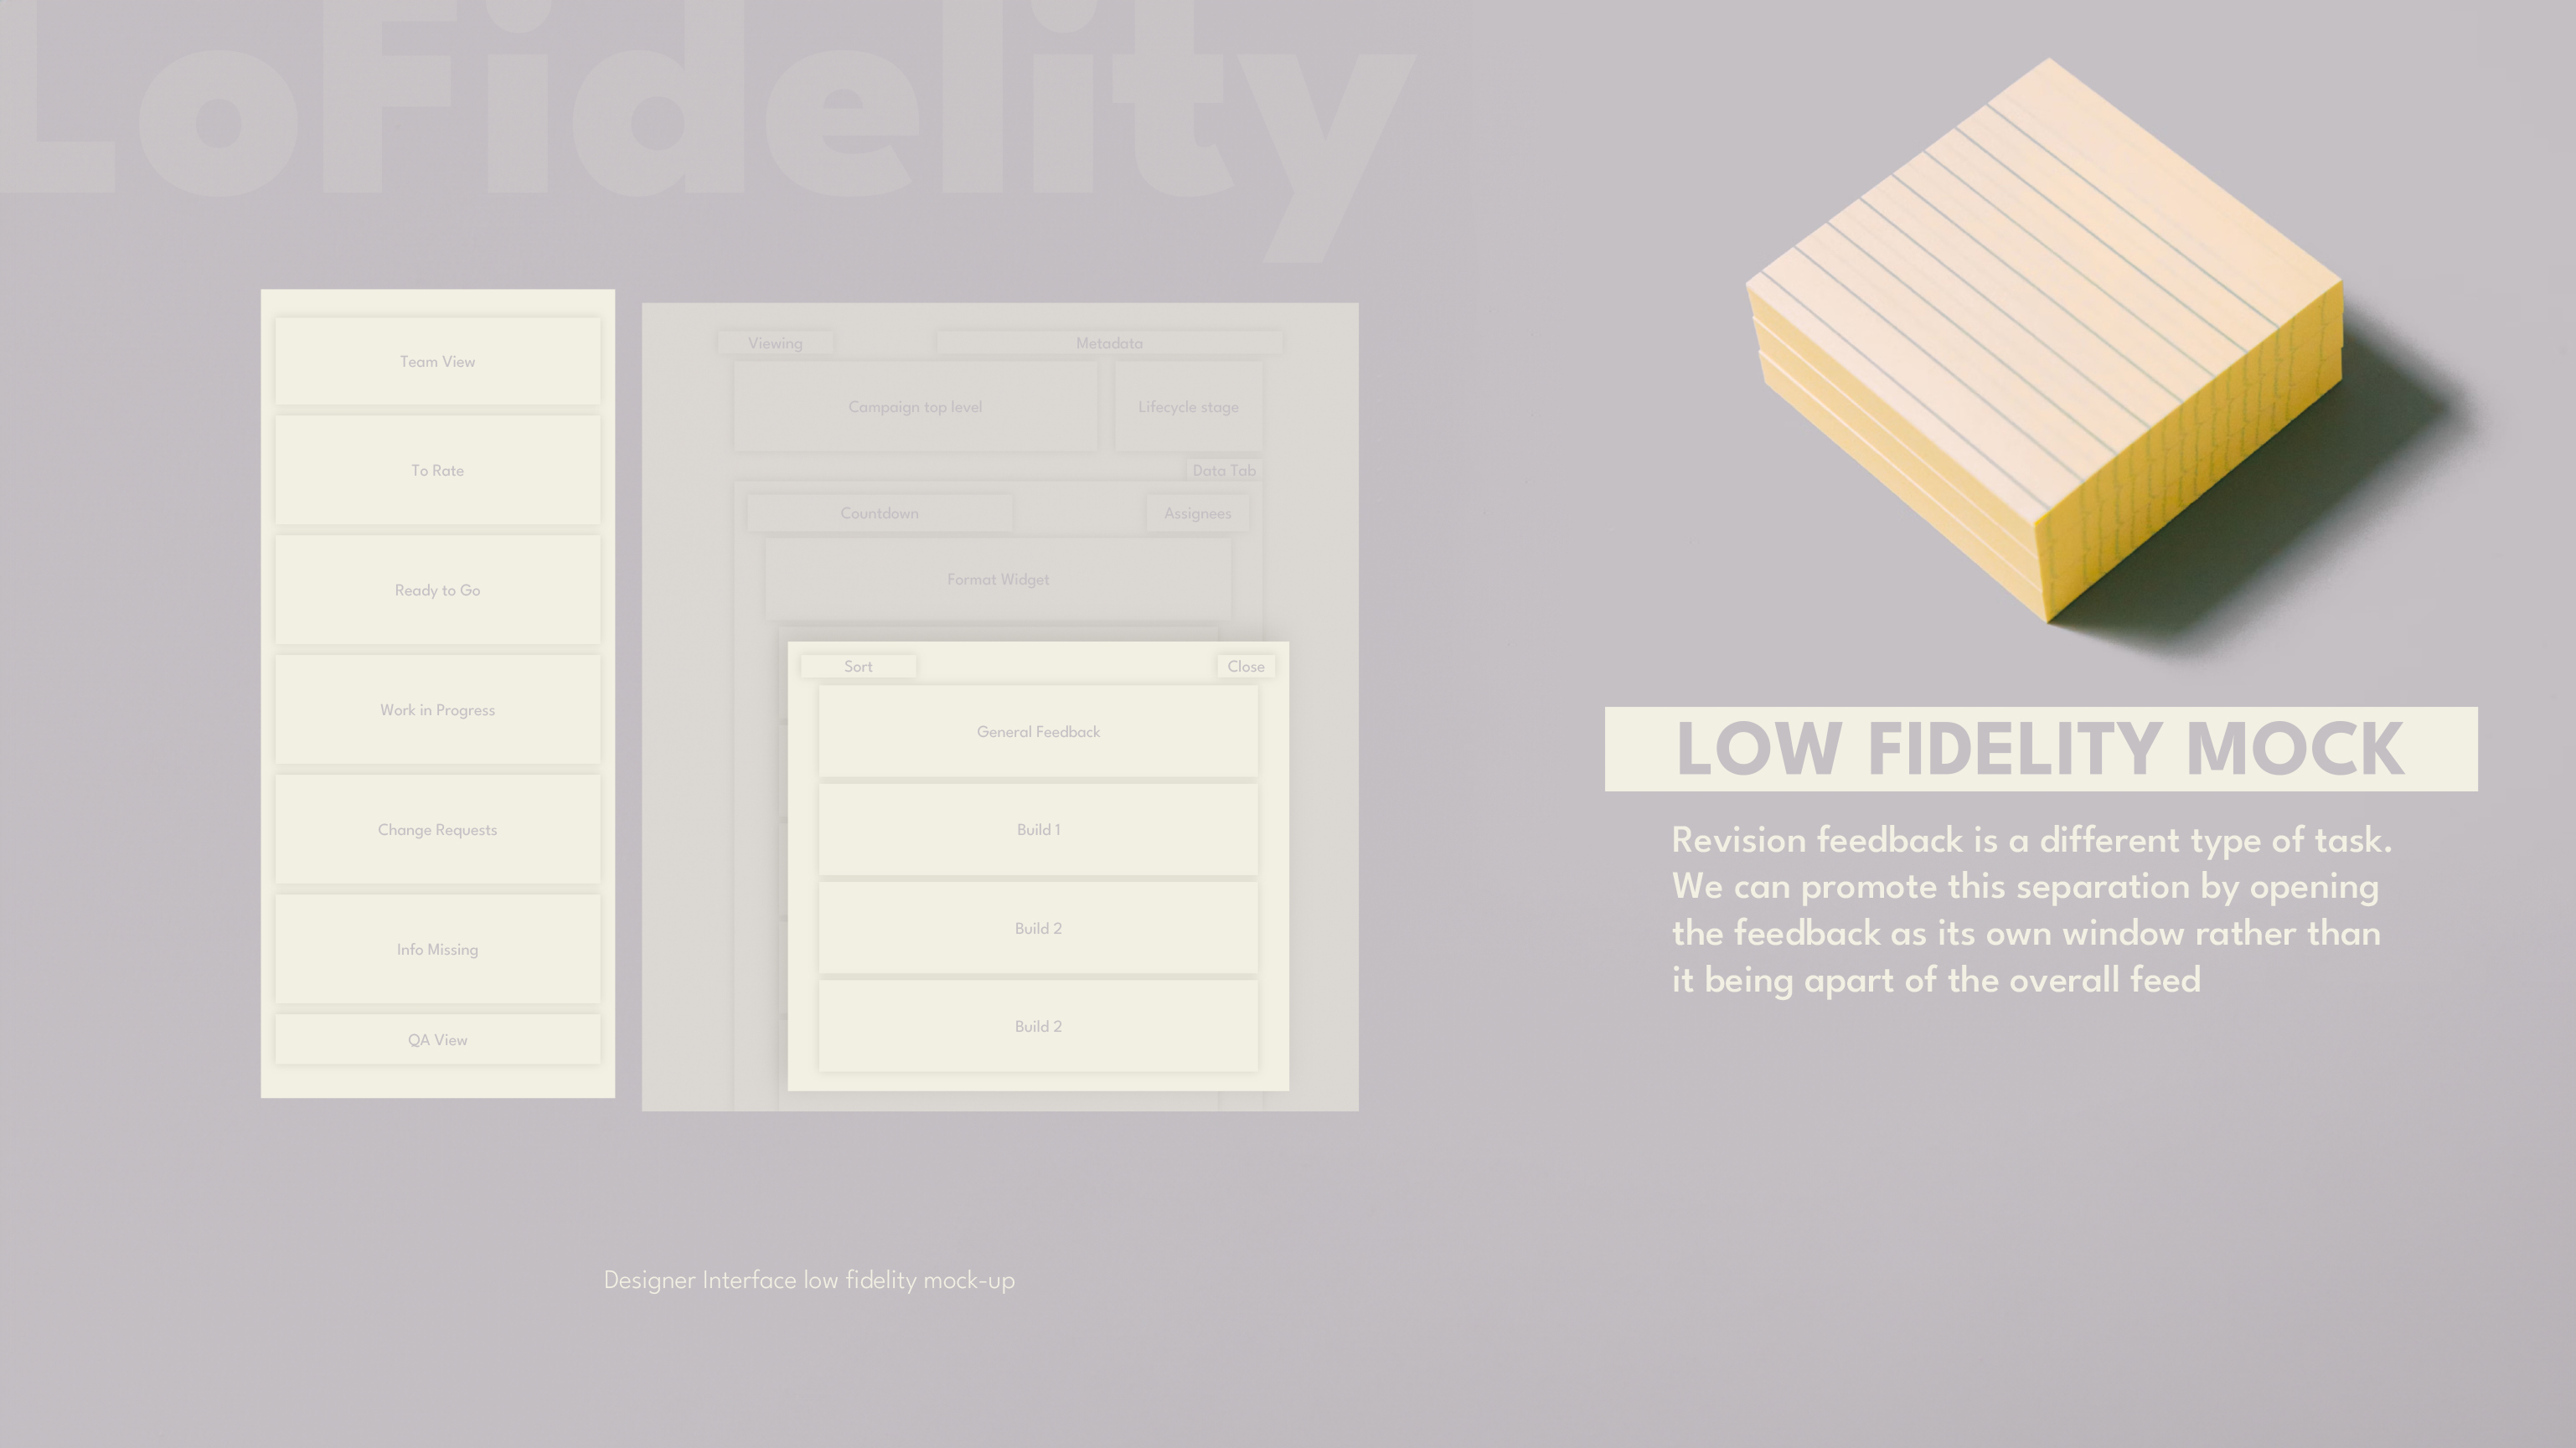 LoFidelity
Team View
To Rate
Ready to Go
Work in Progress
Change Requests
Info Missing
QA View
Viewing
Metadata
Campaign top level
Lifecycle stage
Data Tab
Countdown
Assignees
Format Widget
Sort
Close
General Feedback
Build 1
Build 2
Build 2
Designer Interface low fidelity mock-up
LOW FIDELITY MOCK
Revision feedback is a different type of task.
We can promote this separation by opening
the feedback as its own window rather than
it being apart of the overall feed